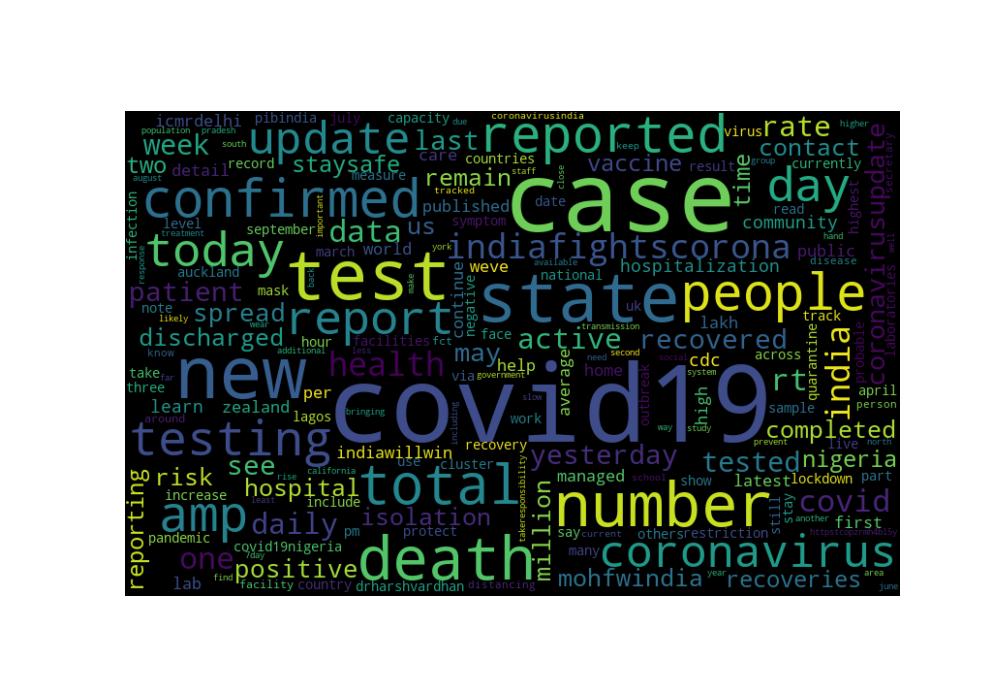 icmrdelhi pibindia july capacity due coronavirusindia higher
population pradesh update last reported virus rate
week south care keep
two detail record staysafe countries vaccine result contact currently
august measure remain staff close group time day
confirmed tracked published symptom date read community
infection level september important data us indiafightscorona highest public
treatment march world york available hand disease
today auckland back test weve national hospitalization coronavirusupdate secretary
response patient mask make continue negative state people well
note likely spread report face uk lakh track laboratories
discharged wear hour facilities fct active transmission recovered quarantine india probable
know additional lets may help need second social cdc across
take far new health via government average home outbreak system rt april
three per covid19 high sample person
learn zealand lagos bringing including slow work way study completed
around testing prevent live north
indiawillwin recovery yesterday tested nigeria
reporting risk see california use cluster takeresponsibility managed school show latest lockdown part
increase rise hospital total million number still stay covid
pandemic amp least include isolation say current others restriction another first
daily pm protect many coronavirus
one covid19nigeria 7day death
positive mohfwindia year recoveries area
lab find facility country drharshvardhan distancing june